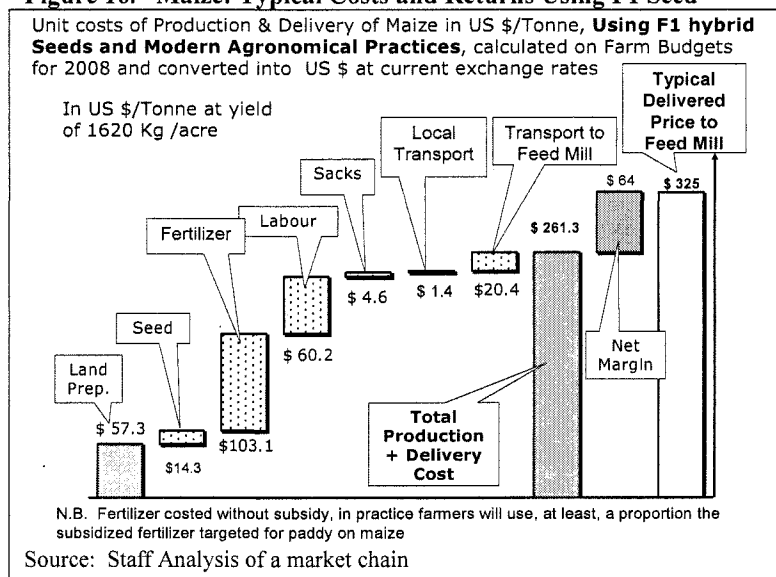 Figure 16: Maize: Typical Costs and Returns Using F1 Seed
Unit costs of Production & Delivery of Maize in US $/Tonne, Using F1 hybrid
Seeds and Modern Agronomical Practices, calculated on Farm Budgets
for 2008 and converted into US $ at current exchange rates
In US $/Tonne at yield
of 1620 Kg /acre
Typical
Delivered
Price to
Feed Mill
Local
Transport
Transport to
Feed Mill
Sacks
$ 64
$ 325
Labour
Fertilizer
$ 261.3
$ 4.6
$ 1.4
$20.4
Seed
$ 60.2
Net
Margin
Land
Prep.
$ 57.3
$14.3
$103.1
Total
Production
+ Delivery
Cost
N.B. Fertilizer costed without subsidy, in practice farmers will use, at least, a proportion the
subsidized fertilizer targeted for paddy on maize
Source: Staff Analysis of a market chain